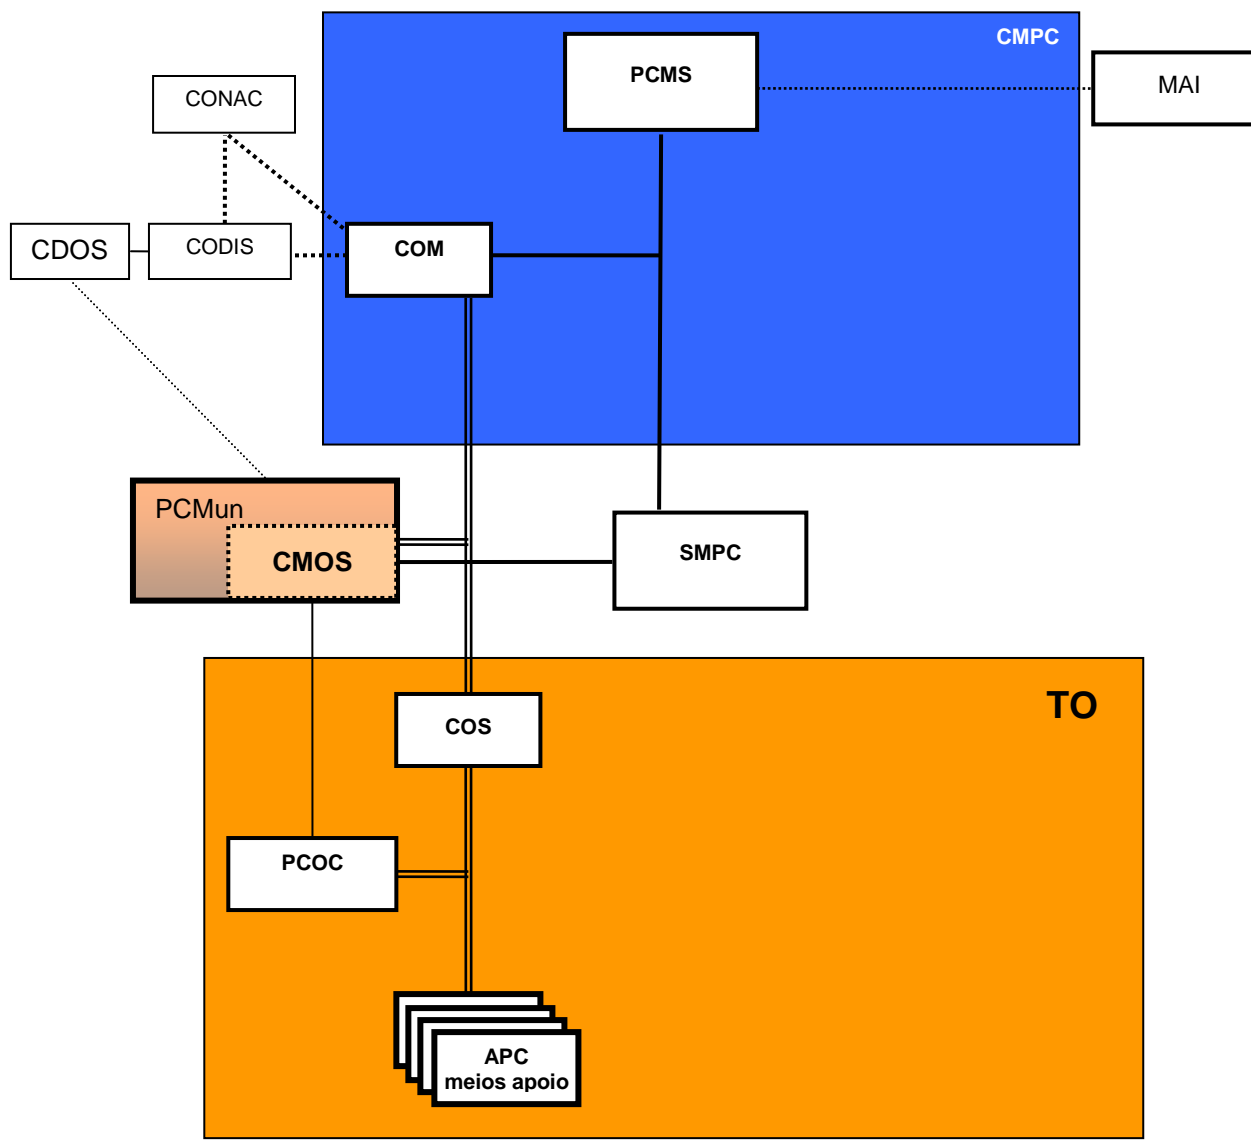 CMPC
PCMS
MAI
CONAC
CDOS
CODIS
COM
PCMun
CMOS
SMPC
TO
COS
PCOC
APC
meios apoio